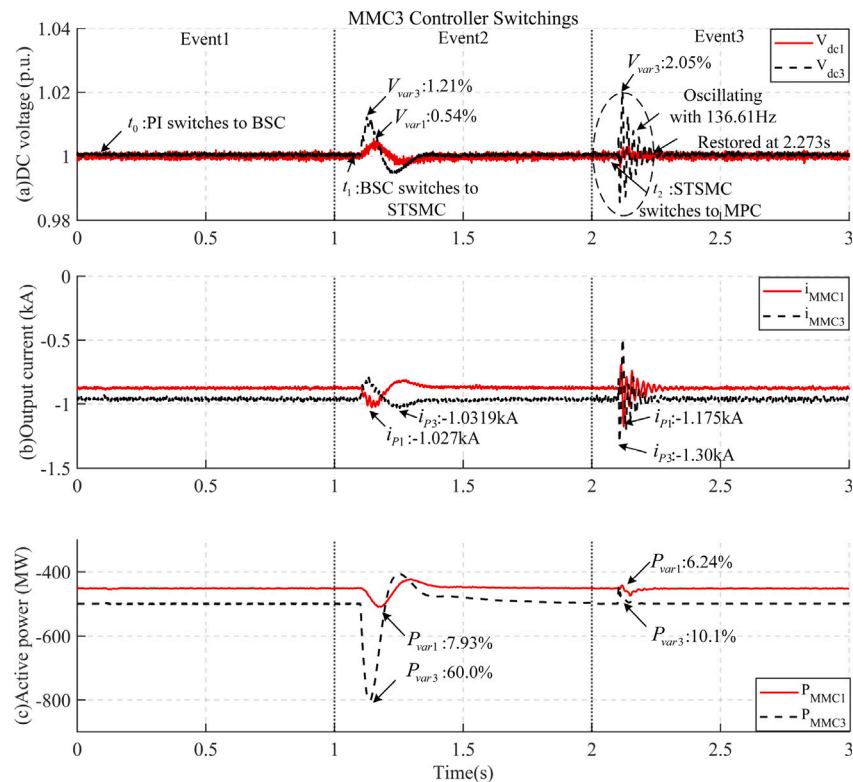 MMC3 Controller Switchings
(a)DC voltage (p.u.)
1.04
1.02
1
0.98
Event1
Event2
Event3
V_dc1
V_dc3
t_0 :PI switches to BSC
V_var3:1.21%
V_var1:0.54%
t_1 :BSC switches to
STSMC
V_var3:2.05%
Oscillating
with 136.61Hz
Restored at 2.273s
t_2 :STSMC
switches to MPC
0
0.5
1
1.5
2
2.5
3
(b)Output current (kA)
0
-0.5
-1
-1.5
i_MMC1
i_MMC3
i_P3:-1.0319kA
i_P1:-1.027kA
i_P1:-1.175kA
i_P3:-1.30kA
0
0.5
1
1.5
2
2.5
3
(c)Active power (MW)
-400
-600
-800
P_var1:7.93%
P_var3:60.0%
P_var1:6.24%
P_var3:10.1%
P_MMC1
P_MMC3
0
0.5
1
1.5
2
2.5
3
Time(s)